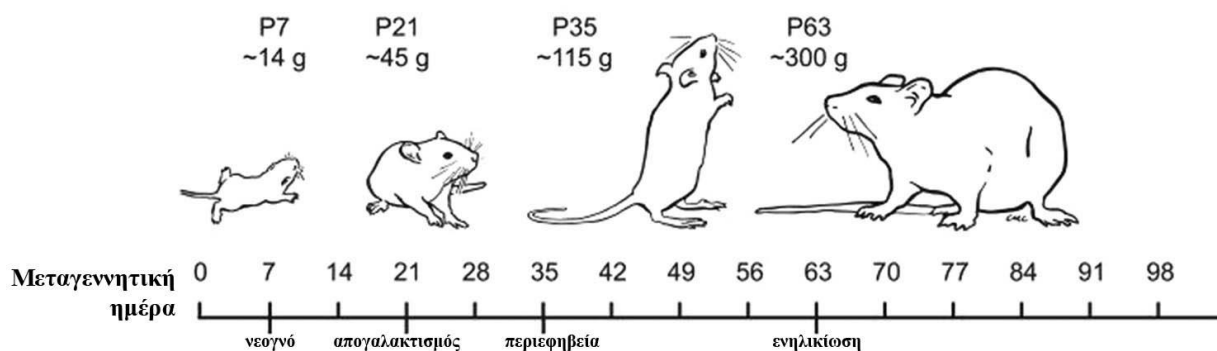 P7 P21 P35 P63
~14 g ~45 g ~115 g ~300 g
Μεταγεννητική 0 7 14 21 28 35 42 49 56 63 70 77 84 91 98
ημέρα
νεογνό απογαλακτισμός περιεφηβεία ενηλικίωση